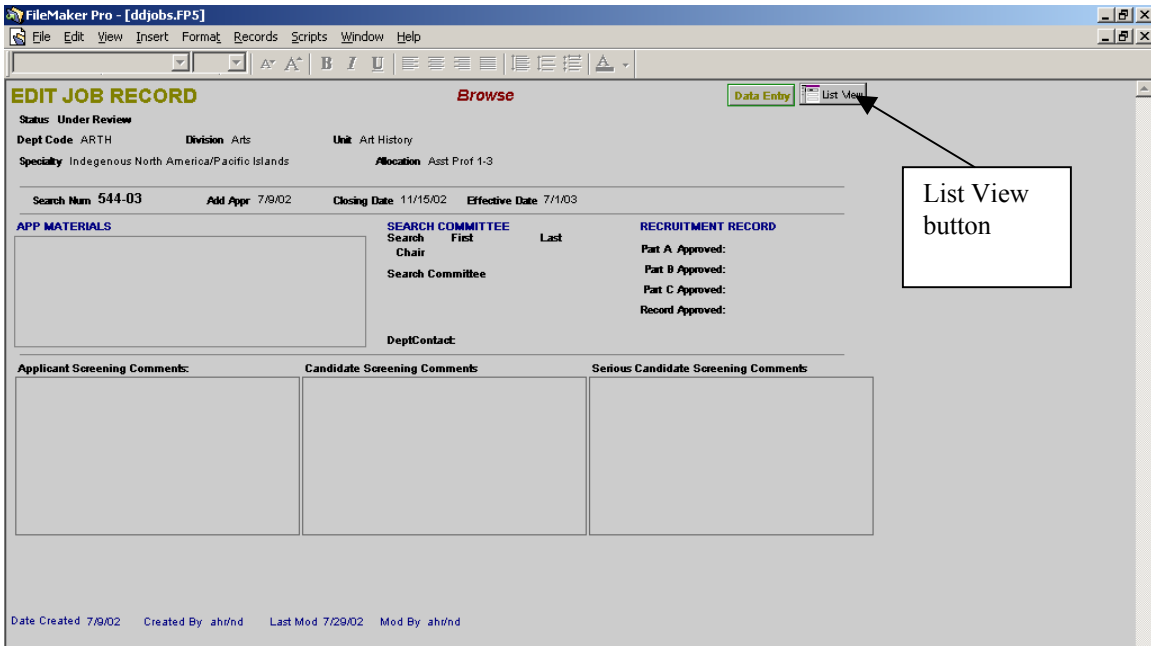 FileMaker Pro - [ddjobs.FP5]
File Edit View Insert Format Records Scripts Window Help
B I U A
EDIT JOB RECORD Browse Data Entry List View
Status Under Review
Dept Code ARTH Division Arts Unit Art History
Specialty Indegenous North America/Pacific Islands Allocation Asst Prof 1-3
Search Num 544-03 Add Appr 7/9/02 Closing Date 11/15/02 Effective Date 7/1/03
List View
button
APP MATERIALS SEARCH COMMITTEE RECRUITMENT RECORD
Search First Last
Chair Part A Approved:
Search Committee Part B Approved:
Part C Approved:
Record Approved:
DeptContact:
Applicant Screening Comments: Candidate Screening Comments Serious Candidate Screening Comments
Date Created 7/9/02 Created By ahr/nd Last Mod 7/29/02 Mod By ahr/nd